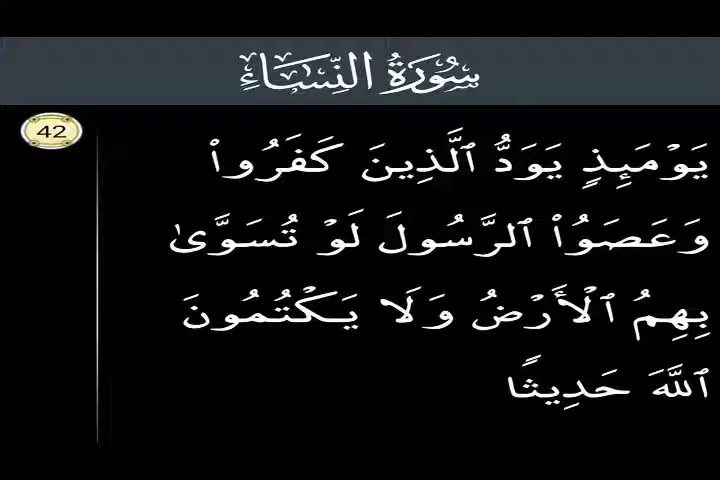 سُورَةُ النِّسَاءِ
42
يَوْمَئِذٍ يَوَدُّ ٱلَّذِينَ كَفَرُوا۟
وَعَصَوُا۟ ٱلرَّسُولَ لَوْ تُسَوَّىٰ
بِهِمُ ٱلْأَرْضُ وَلَا يَكْتُمُونَ
ٱللَّهَ حَدِيثًا